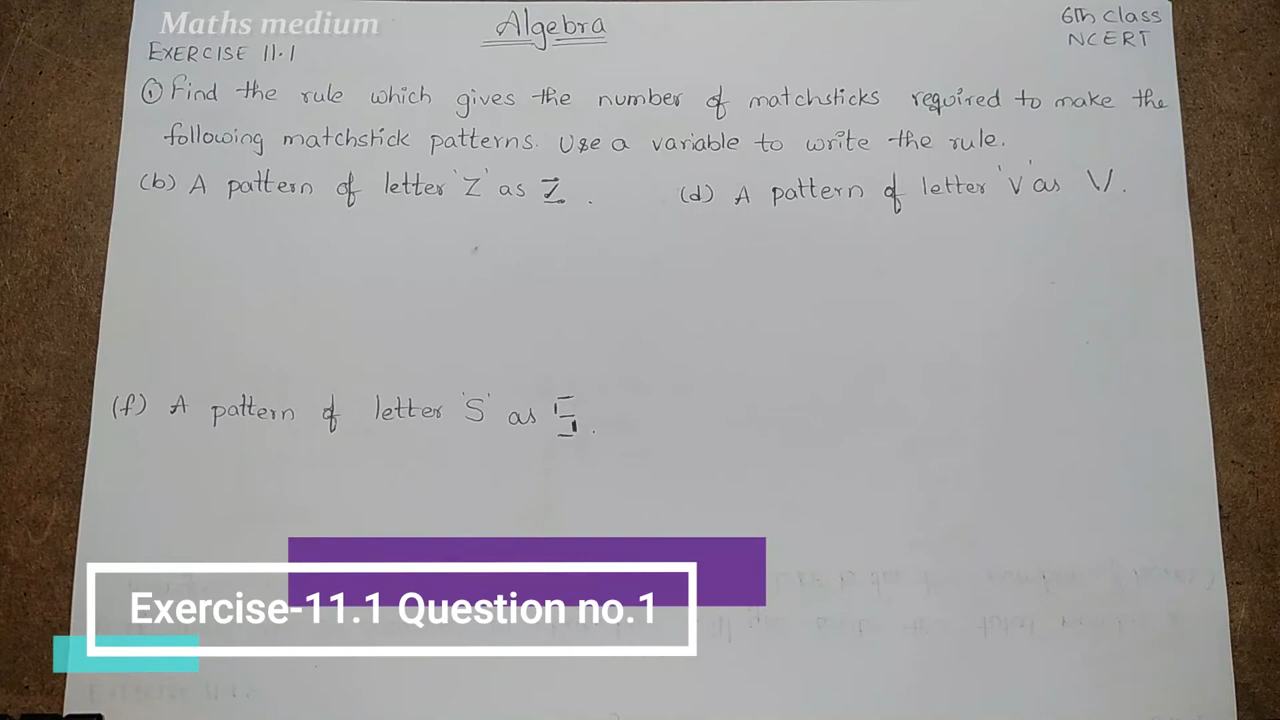 Maths medium
Algebra
6Th Class
NCERT
EXERCISE 11.1
① Find the rule which gives the number of matchsticks required to make the
following matchstick patterns. Use a variable to write the rule.
(b) A pattern of letter 'Z' as Z.
(d) A pattern of letter 'V' as V.
(f) A pattern of letter 'S' as S.
Exercise-11.1 Question no.1